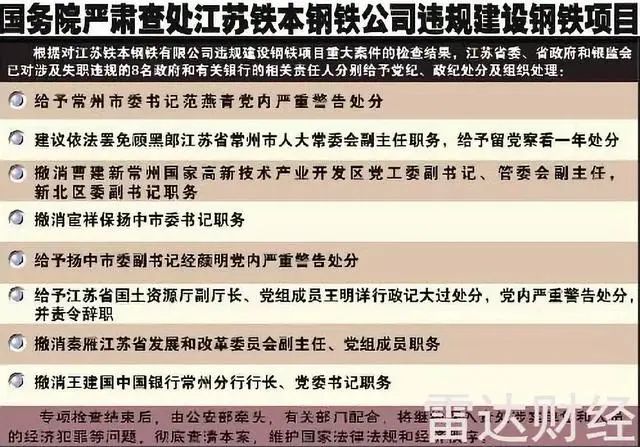 国务院严肃查处江苏铁本钢铁公司违规建设钢铁项目
根据对江苏铁本钢铁有限公司违规建设钢铁项目重大案件的检查结果，江苏省委、省政府和银监会
已对涉及失职违规的8名政府和有关银行的相关责任人分别给予党纪、政纪处分及组织处理：
给予常州市委书记范燕青党内严重警告处分
建议依法罢免顾黑郎江苏省常州市人大常委会副主任职务，给予留党察看一年处分
撤消曹建新常州国家高新技术产业开发区党工委副书记、管委会副主任，
新北区委副书记职务
撤消宦祥保扬中市委书记职务
给予扬中市委副书记经颜明党内严重警告处分
给予江苏省国土资源厅副厅长、党组成员王明详行政记大过处分，党内严重警告处分，
并责令辞职
撤消秦雁江苏省发展和改革委员会副主任、党组成员职务
撤消王建国中国银行常州分行行长、党委书记职务
专项检查结束后，由公安部牵头，有关部门配合，将继续
的经济犯罪等问题，彻底查清本案，维护国家法律法规和经济秩序。
雷达财经